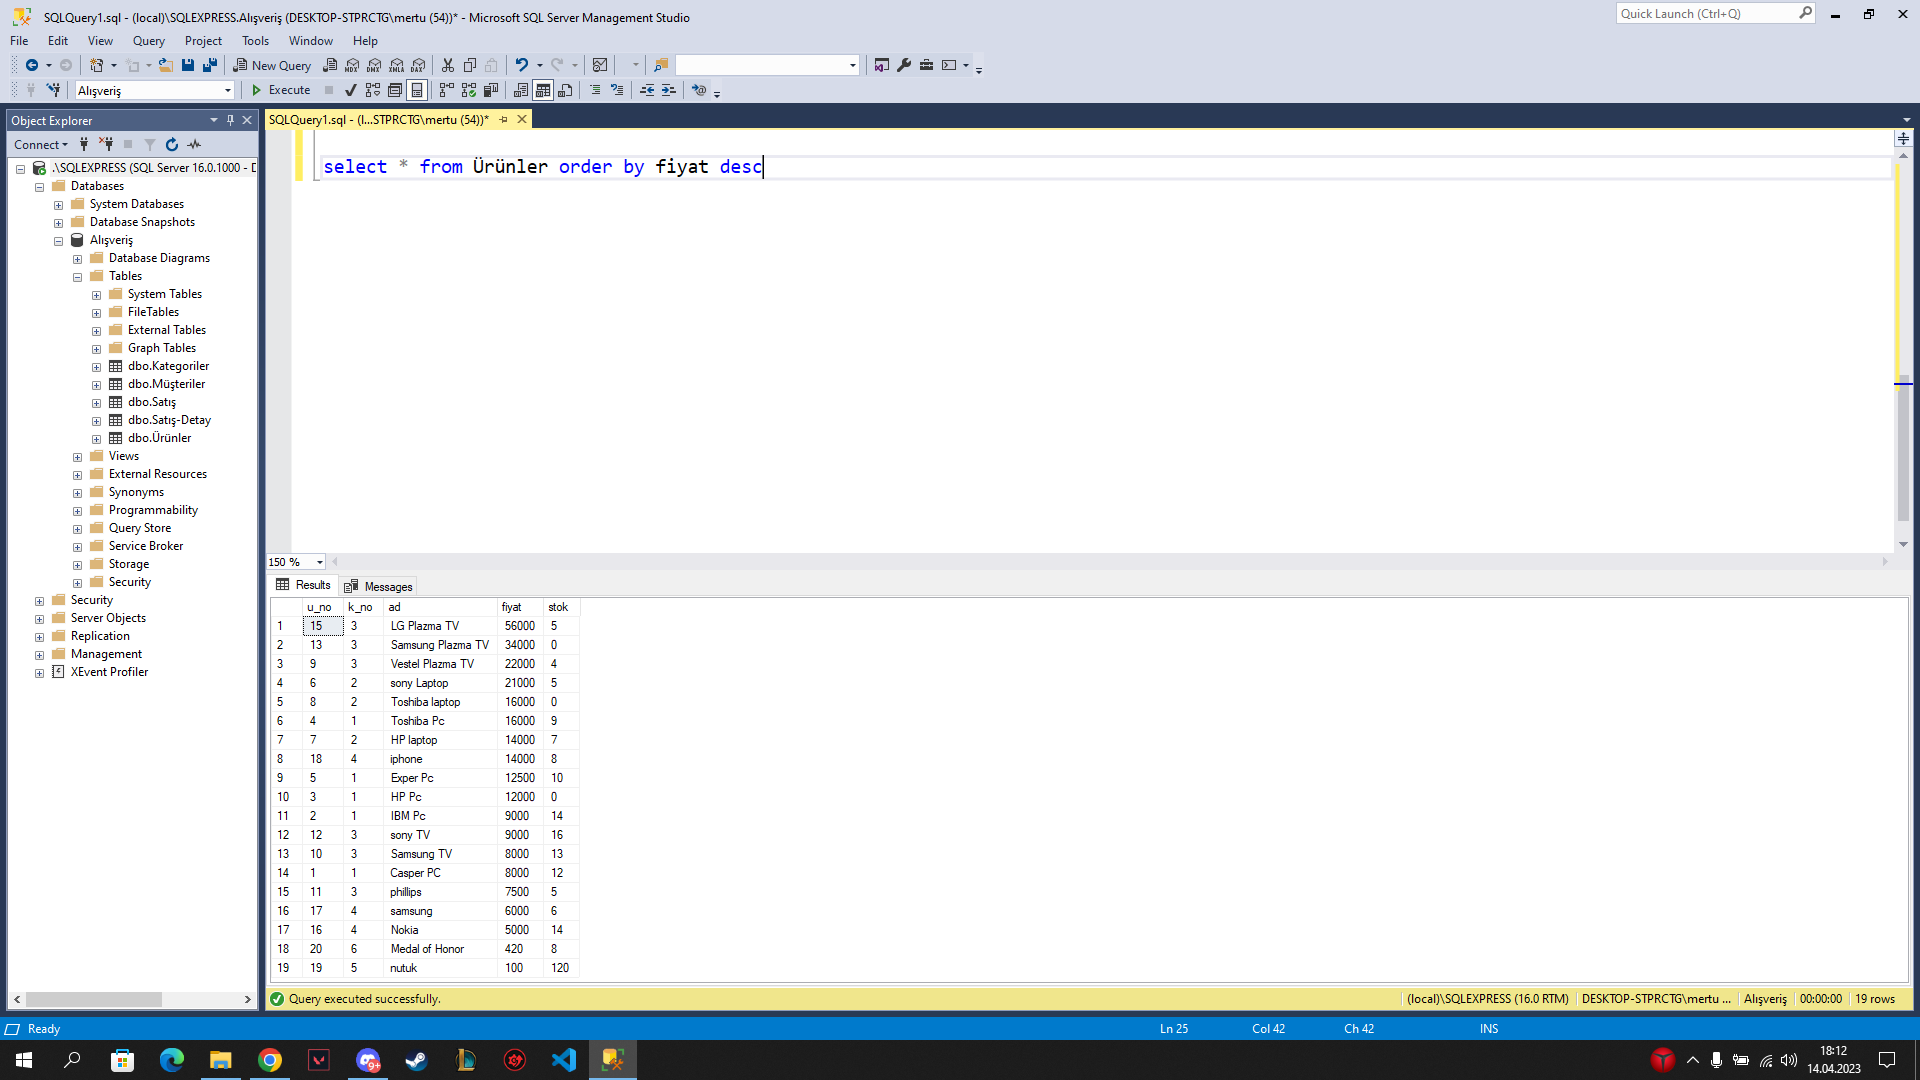 SQLQuery1.sql - (local)\SQLEXPRESS.Alışveriş (DESKTOP-STPRCTG\mertu (54))* - Microsoft SQL Server Management Studio
Quick Launch (Ctrl+Q)
File Edit View Query Project Tools Window Help
New Query MDX DMX XMLA DAX
Alışveriş Execute
Object Explorer
SQLQuery1.sql - (l...STPRCTG\mertu (54))*
Connect
select * from Ürünler order by fiyat desc
.\SQLEXPRESS (SQL Server 16.0.1000 - D
Databases
System Databases
Database Snapshots
Alışveriş
Database Diagrams
Tables
System Tables
FileTables
External Tables
Graph Tables
dbo.Kategoriler
dbo.Müşteriler
dbo.Satış
dbo.Satış-Detay
dbo.Ürünler
Views
External Resources
Synonyms
Programmability
Query Store
Service Broker
Storage
Security
Security
Server Objects
Replication
Management
XEvent Profiler
150 %
Results Messages
u_no k_no ad fiyat stok
1 15 3 LG Plazma TV 56000 5
2 13 3 Samsung Plazma TV 34000 0
3 9 3 Vestel Plazma TV 22000 4
4 6 2 sony Laptop 21000 5
5 8 2 Toshiba laptop 16000 0
6 4 1 Toshiba Pc 16000 9
7 7 2 HP laptop 14000 7
8 18 4 iphone 14000 8
9 5 1 Exper Pc 12500 10
10 3 1 HP Pc 12000 0
11 2 1 IBM Pc 9000 14
12 12 3 sony TV 9000 16
13 10 3 Samsung TV 8000 13
14 1 1 Casper PC 8000 12
15 11 3 phillips 7500 5
16 17 4 samsung 6000 6
17 16 4 Nokia 5000 14
18 20 6 Medal of Honor 420 8
19 19 5 nutuk 100 120
Query executed successfully.
(local)\SQLEXPRESS (16.0 RTM) DESKTOP-STPRCTG\mertu ... Alışveriş 00:00:00 19 rows
Ready Ln 25 Col 42 Ch 42 INS
9+
18:12
14.04.2023